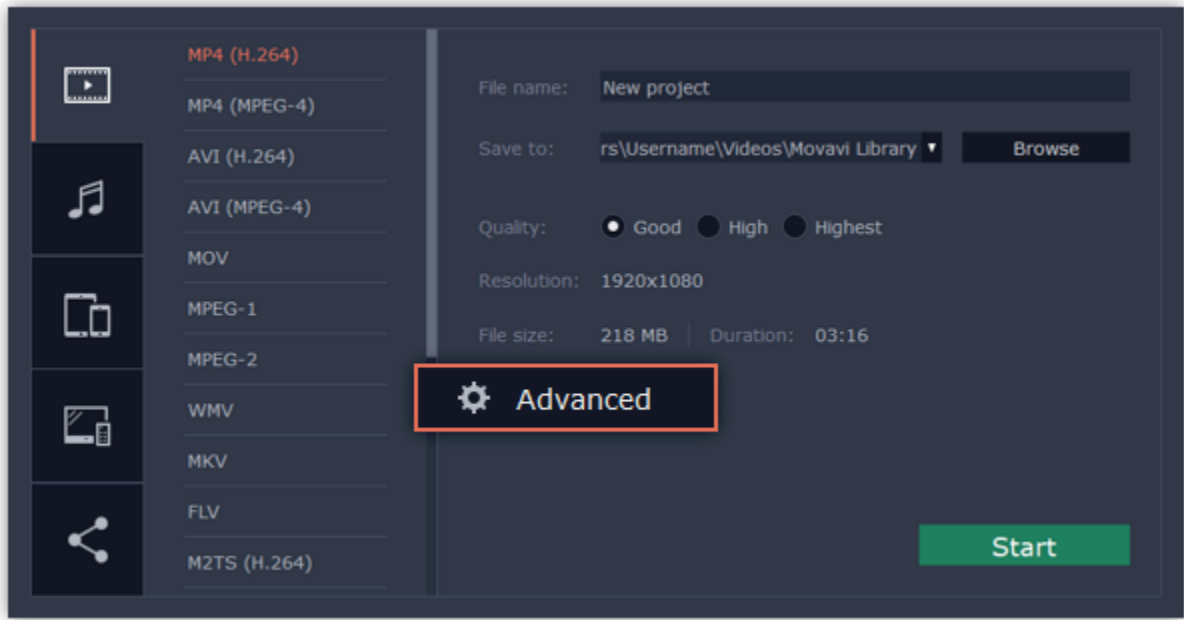 MP4 (H.264)
MP4 (MPEG-4)
AVI (H.264)
AVI (MPEG-4)
MOV
MPEG-1
MPEG-2
WMV
MKV
FLV
M2TS (H.264)
File name: New project
Save to: rs\Username\Videos\Movavi Library Browse
Quality: Good High Highest
Resolution: 1920x1080
File size: 218 MB Duration: 03:16
Advanced
Start